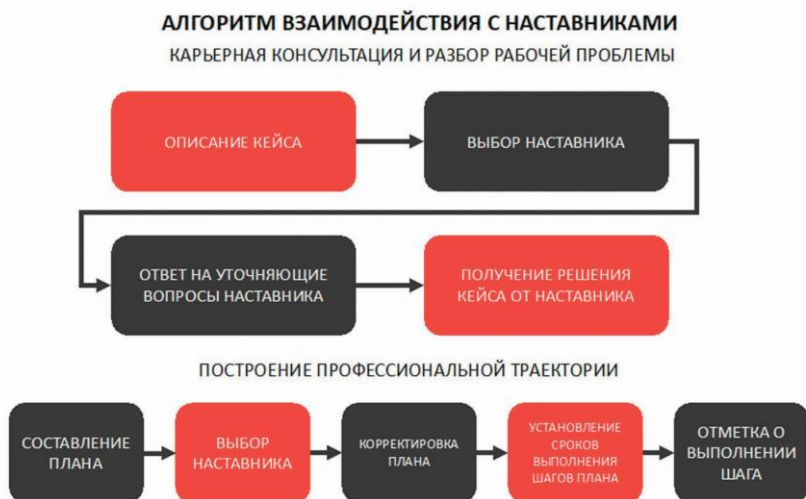 АЛГОРИТМ ВЗАИМОДЕЙСТВИЯ С НАСТАВНИКАМИ
КАРЬЕРНАЯ КОНСУЛЬТАЦИЯ И РАЗБОР РАБОЧЕЙ ПРОБЛЕМЫ
ОПИСАНИЕ КЕЙСА
ВЫБОР НАСТАВНИКА
ОТВЕТ НА УТОЧНЯЮЩИЕ
ВОПРОСЫ НАСТАВНИКА
ПОЛУЧЕНИЕ РЕШЕНИЯ
КЕЙСА ОТ НАСТАВНИКА
ПОСТРОЕНИЕ ПРОФЕССИОНАЛЬНОЙ ТРАЕКТОРИИ
СОСТАВЛЕНИЕ
ПЛАНА
ВЫБОР
НАСТАВНИКА
КОРРЕКТИРОВКА
ПЛАНА
УСТАНОВЛЕНИЕ
СРОКОВ
ВЫПОЛНЕНИЯ
ШАГОВ ПЛАНА
ОТМЕТКА О
ВЫПОЛНЕНИИ
ШАГА